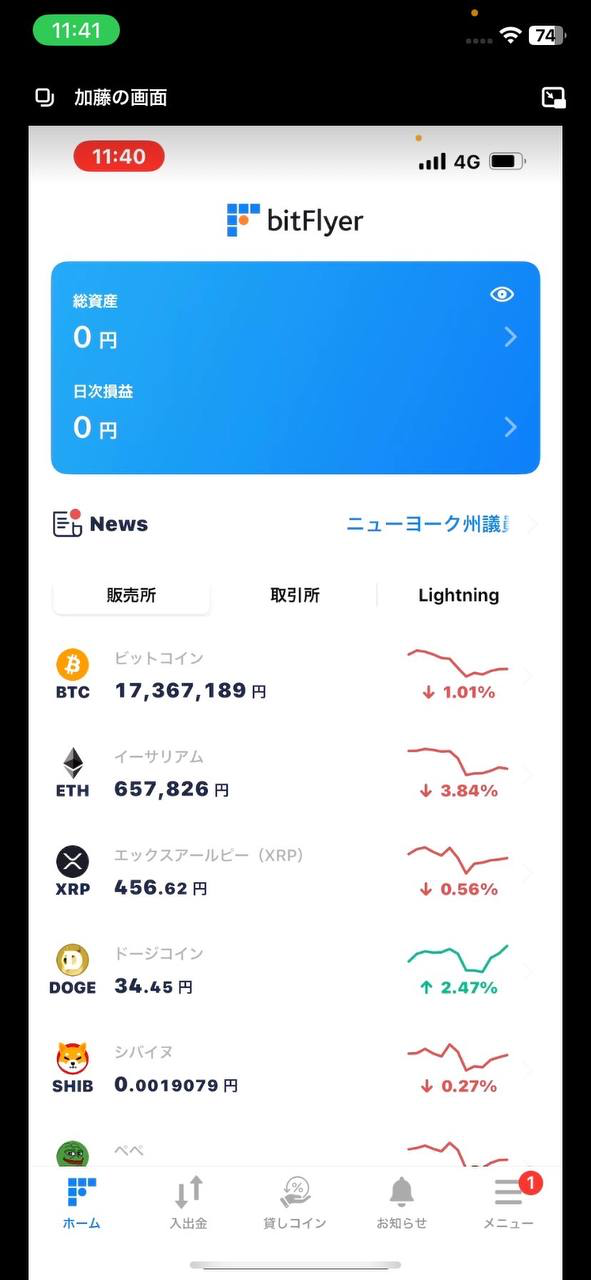 11:41
74
加藤の画面
11:40
4G
bitFlyer
総資産
0 円
日次損益
0 円
News
ニューヨーク州議
販売所
取引所
Lightning
ビットコイン
BTC
17,367,189 円
↓ 1.01%
イーサリアム
ETH
657,826 円
↓ 3.84%
エックスアールピー（XRP）
XRP
456.62 円
↓ 0.56%
ドージコイン
DOGE
34.45 円
↑ 2.47%
シバイヌ
SHIB
0.0019079 円
↓ 0.27%
ペペ
ホーム
入出金
貸しコイン
お知らせ
1
メニュー